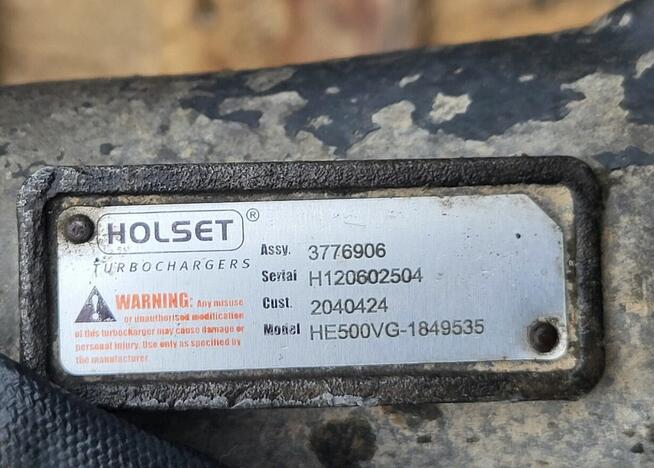 HOLSET®
TURBOCHARGERS
WARNING: Any misuse
or unauthorised modification
of this turbocharger may cause damage or
personal injury. Use only as specified by
the manufacturer.
Assy. 3776906
Serial H120602504
Cust. 2040424
Model HE500VG-1849535